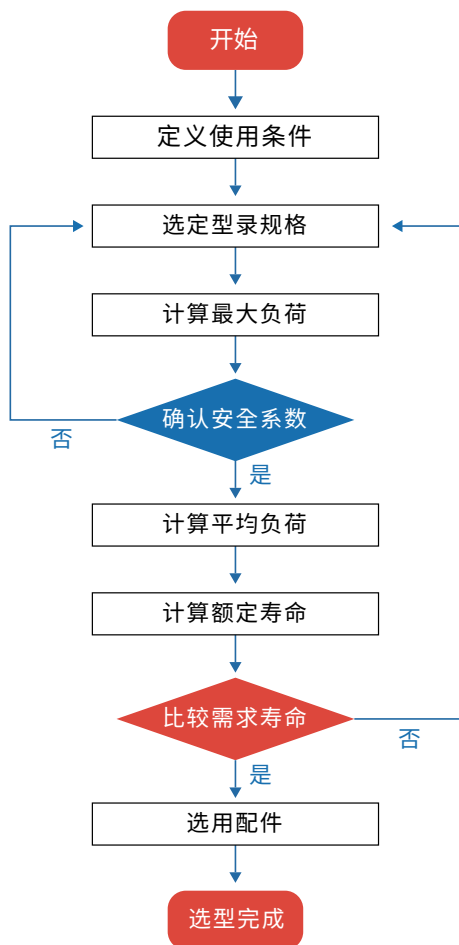 开始
定义使用条件
选定型录规格
计算最大负荷
确认安全系数
否
是
计算平均负荷
计算额定寿命
比较需求寿命
否
是
选用配件
选型完成